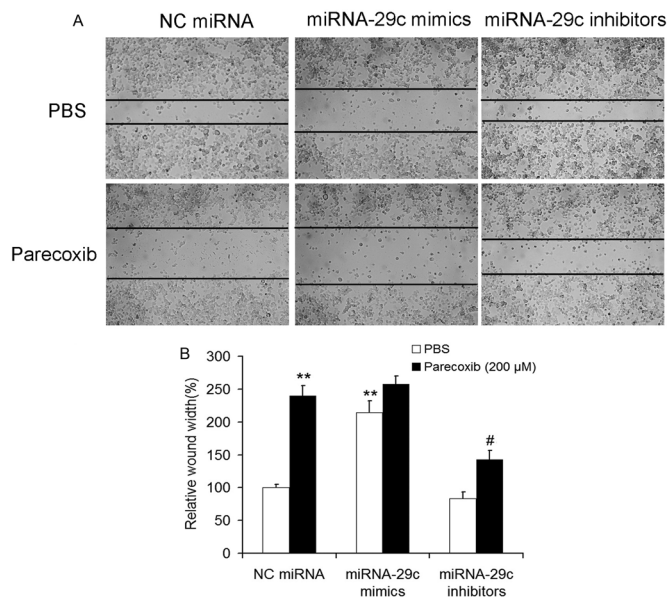 A
NC miRNA
miRNA-29c mimics
miRNA-29c inhibitors
PBS
Parecoxib
B
PBS
Parecoxib (200 µM)
Relative wound width(%)
300
250
200
150
100
50
0
**
**
#
NC miRNA
miRNA-29c
mimics
miRNA-29c
inhibitors